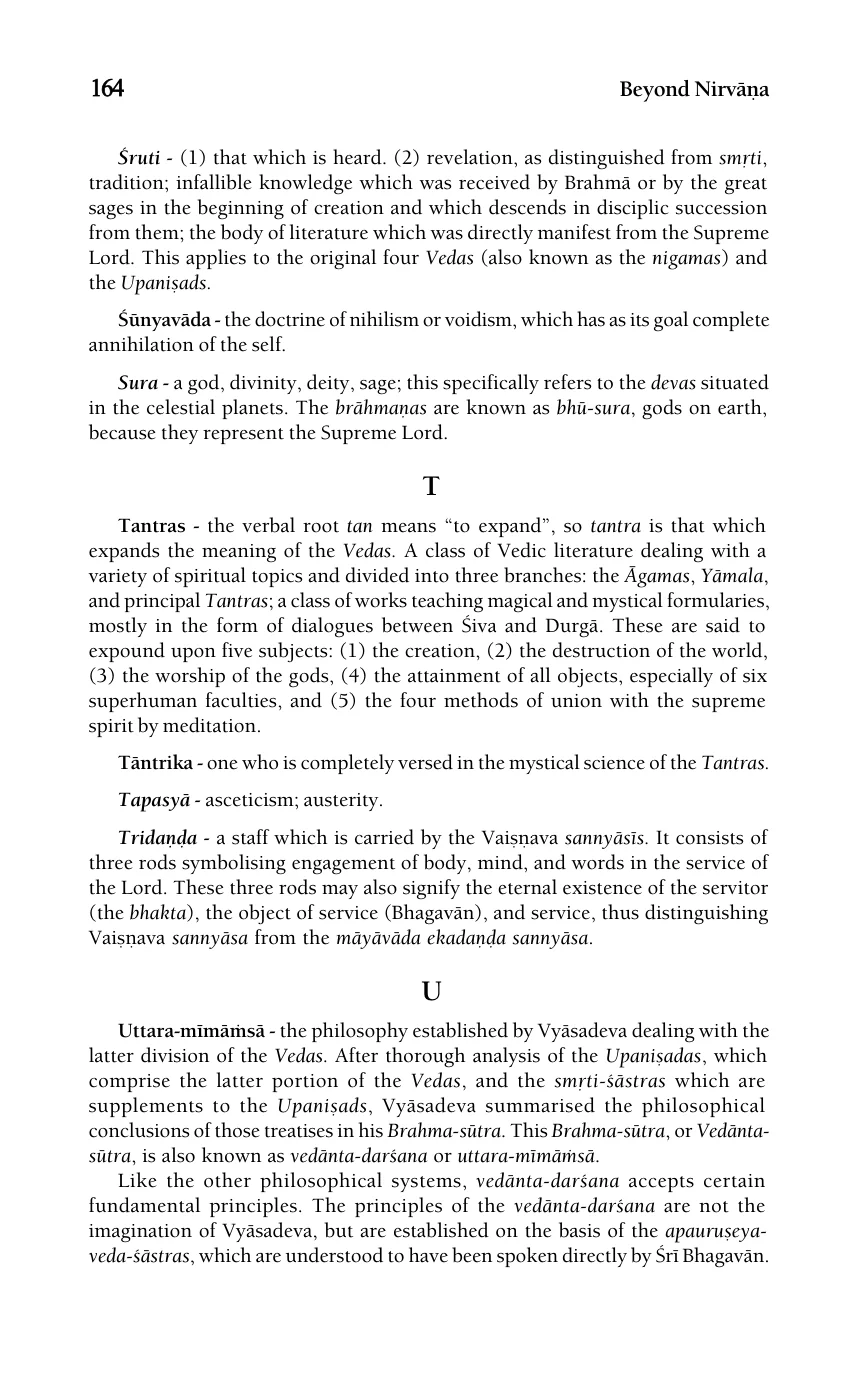 164
Beyond Nirvāṇa
Śruti - (1) that which is heard. (2) revelation, as distinguished from smṛti,
tradition; infallible knowledge which was received by Brahmā or by the great
sages in the beginning of creation and which descends in disciplic succession
from them; the body of literature which was directly manifest from the Supreme
Lord. This applies to the original four Vedas (also known as the nigamas) and
the Upaniṣads.
Śūnyavāda - the doctrine of nihilism or voidism, which has as its goal complete
annihilation of the self.
Sura - a god, divinity, deity, sage; this specifically refers to the devas situated
in the celestial planets. The brāhmaṇas are known as bhū-sura, gods on earth,
because they represent the Supreme Lord.
T
Tantras - the verbal root tan means “to expand”, so tantra is that which
expands the meaning of the Vedas. A class of Vedic literature dealing with a
variety of spiritual topics and divided into three branches: the Āgamas, Yāmala,
and principal Tantras; a class of works teaching magical and mystical formularies,
mostly in the form of dialogues between Śiva and Durgā. These are said to
expound upon five subjects: (1) the creation, (2) the destruction of the world,
(3) the worship of the gods, (4) the attainment of all objects, especially of six
superhuman faculties, and (5) the four methods of union with the supreme
spirit by meditation.
Tāntrika - one who is completely versed in the mystical science of the Tantras.
Tapasyā - asceticism; austerity.
Tridaṇḍa - a staff which is carried by the Vaiṣṇava sannyāsīs. It consists of
three rods symbolising engagement of body, mind, and words in the service of
the Lord. These three rods may also signify the eternal existence of the servitor
(the bhakta), the object of service (Bhagavān), and service, thus distinguishing
Vaiṣṇava sannyāsa from the māyāvāda ekadaṇḍa sannyāsa.
U
Uttara-mīmāṁsā - the philosophy established by Vyāsadeva dealing with the
latter division of the Vedas. After thorough analysis of the Upaniṣadas, which
comprise the latter portion of the Vedas, and the smṛti-śāstras which are
supplements to the Upaniṣads, Vyāsadeva summarised the philosophical
conclusions of those treatises in his Brahma-sūtra. This Brahma-sūtra, or Vedānta-
sūtra, is also known as vedānta-darśana or uttara-mīmāṁsā.
Like the other philosophical systems, vedānta-darśana accepts certain
fundamental principles. The principles of the vedānta-darśana are not the
imagination of Vyāsadeva, but are established on the basis of the apauruṣeya-
veda-śāstras, which are understood to have been spoken directly by Śrī Bhagavān.